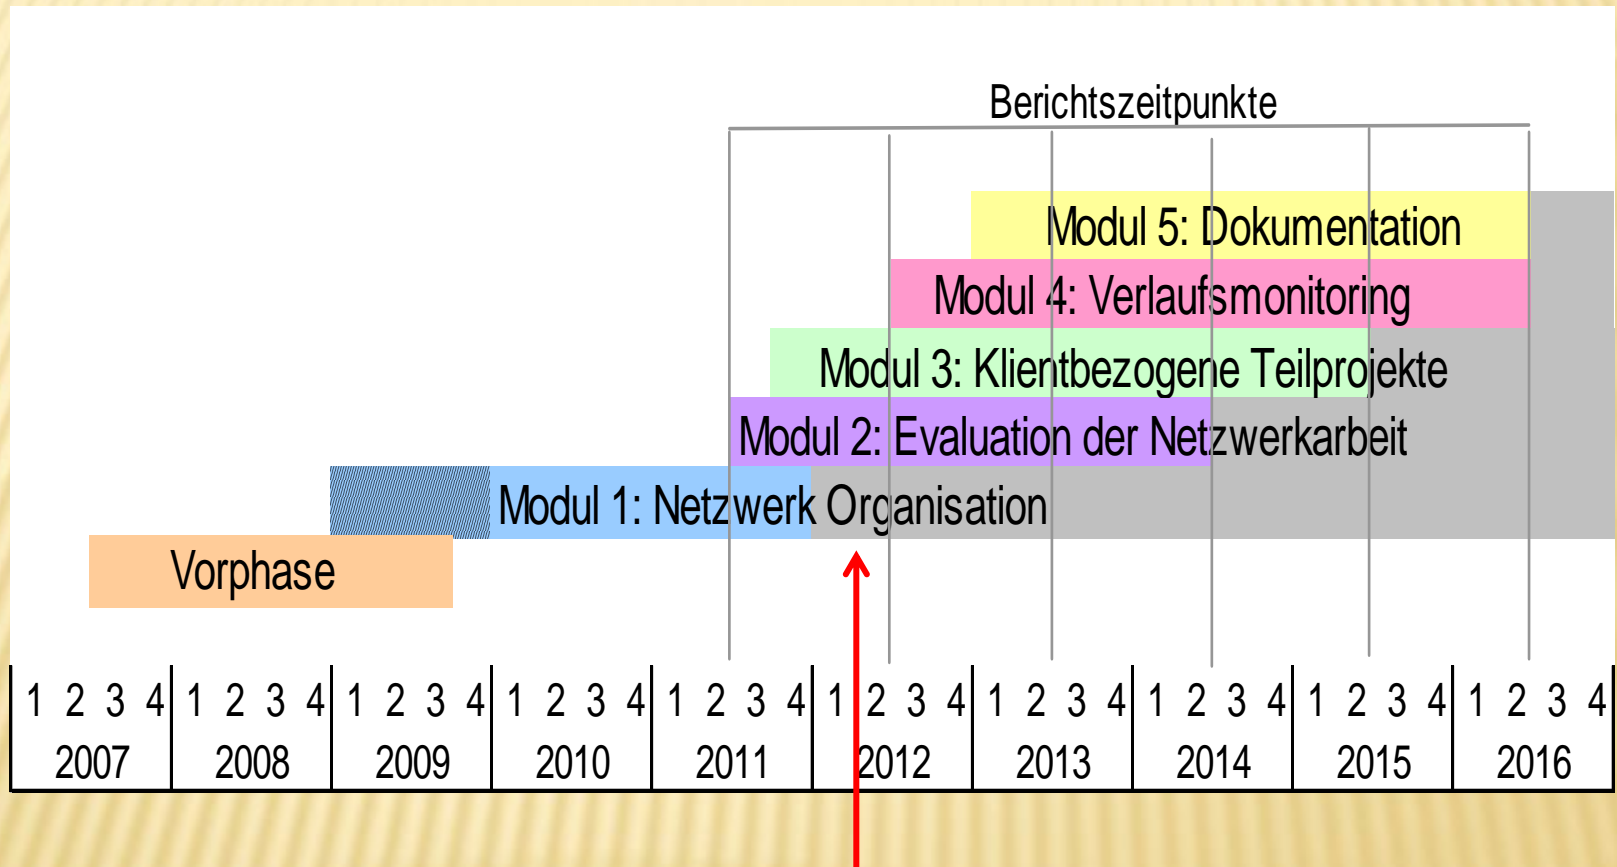 Berichtszeitpunkte
Modul 5: Dokumentation
Modul 4: Verlaufsmonitoring
Modul 3: Klientbezogene Teilprojekte
Modul 2: Evaluation der Netzwerkarbeit
Modul 1: Netzwerk Organisation
Vorphase
1 2 3 4 1 2 3 4 1 2 3 4 1 2 3 4 1 2 3 4 1 2 3 4 1 2 3 4 1 2 3 4 1 2 3 4 1 2 3 4
2007 2008 2009 2010 2011 2012 2013 2014 2015 2016